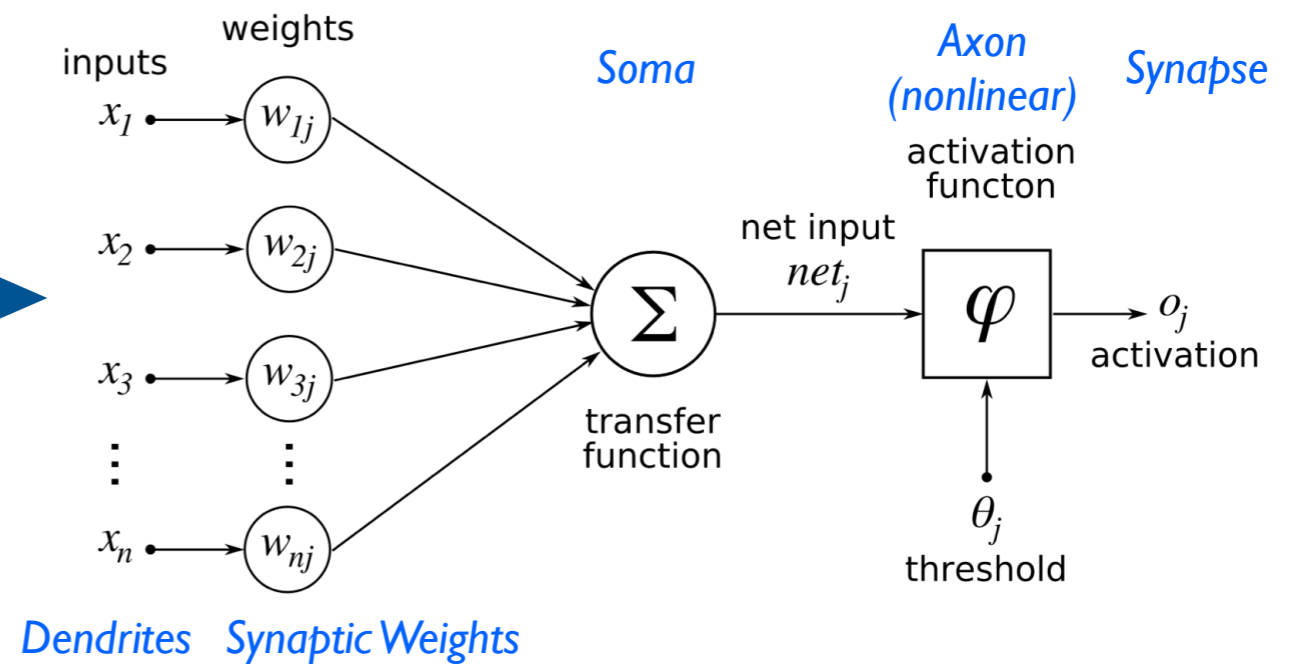 weights
inputs
Soma
Axon
(nonlinear)
Synapse
activation
functon
x1
w1j
x2
w2j
net input
netj
Σ
φ
oj
activation
x3
w3j
⋮ ⋮
transfer
function
xn
wnj
θj
threshold
Dendrites Synaptic Weights